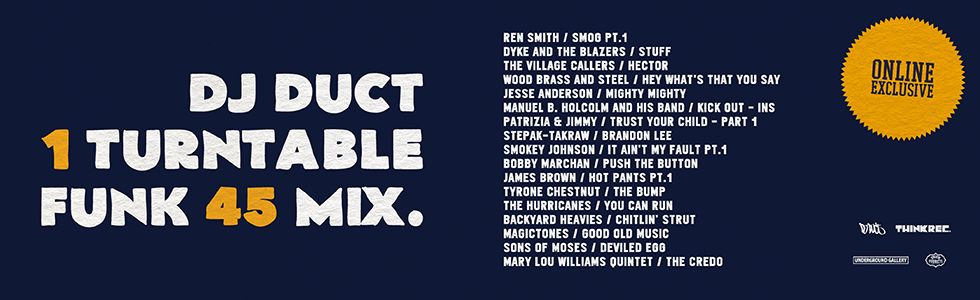 DJ DUCT
1 TURNTABLE
FUNK 45 MIX.
REN SMITH / SMOG PT.1
DYKE AND THE BLAZERS / STUFF
THE VILLAGE CALLERS / HECTOR
WOOD BRASS AND STEEL / HEY WHAT'S THAT YOU SAY
JESSE ANDERSON / MIGHTY MIGHTY
MANUEL B. HOLCOLM AND HIS BAND / KICK OUT - INS
PATRIZIA & JIMMY / TRUST YOUR CHILD - PART 1
STEPAK-TAKRAW / BRANDON LEE
SMOKEY JOHNSON / IT AIN'T MY FAULT PT.1
BOBBY MARCHAN / PUSH THE BUTTON
JAMES BROWN / HOT PANTS PT.1
TYRONE CHESTNUT / THE BUMP
THE HURRICANES / YOU CAN RUN
BACKYARD HEAVIES / CHITLIN' STRUT
MAGICTONES / GOOD OLD MUSIC
SONS OF MOSES / DEVILED EGG
MARY LOU WILLIAMS QUINTET / THE CREDO
ONLINE
EXCLUSIVE
THINKREC.
UNDERGROUND GALLERY